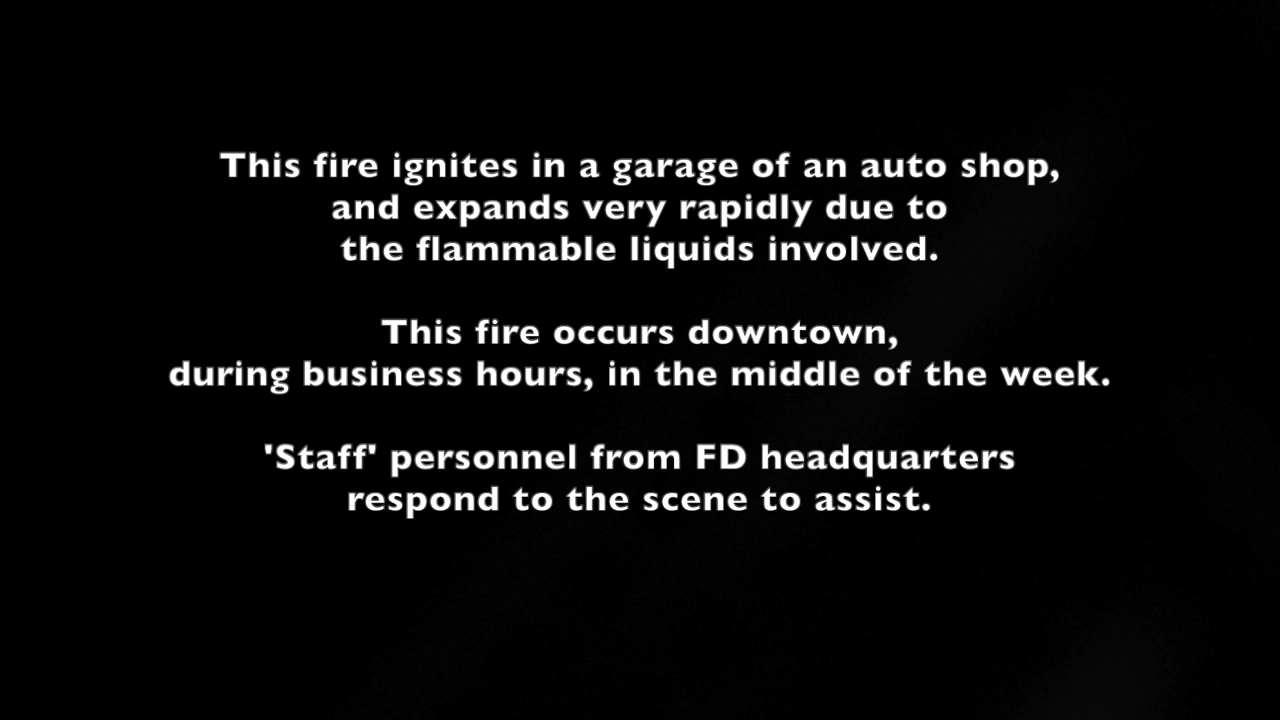 This fire ignites in a garage of an auto shop,
and expands very rapidly due to
the flammable liquids involved.
This fire occurs downtown,
during business hours, in the middle of the week.
'Staff' personnel from FD headquarters
respond to the scene to assist.